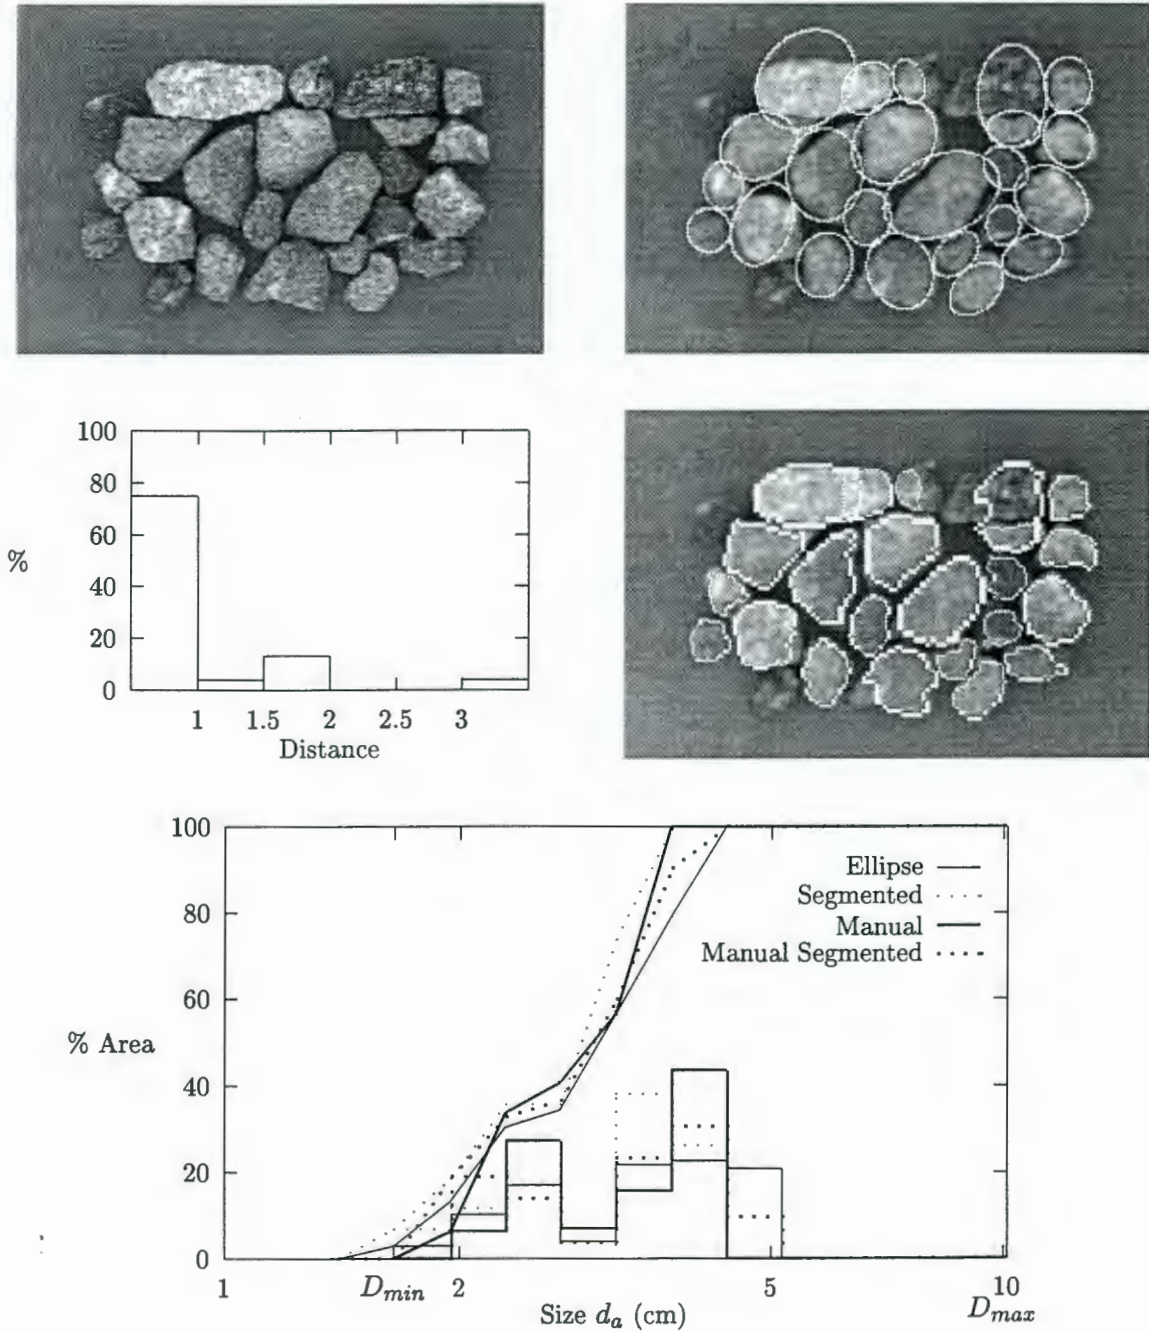 100
80
60
%
40
20
0
1 1.5 2 2.5 3
Distance
100
Ellipse
Segmented
80
Manual
Manual Segmented
60
% Area
40
20
0
1 D_min 2 5 10
Size d_a (cm) D_max